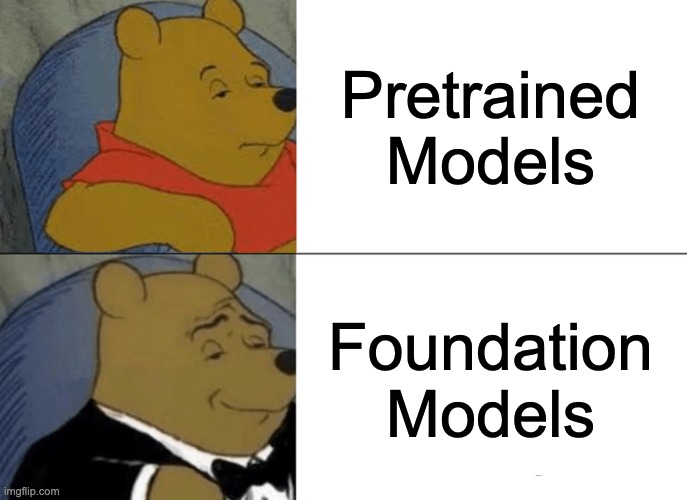 Pretrained
Models
Foundation
Models
imgflip.com